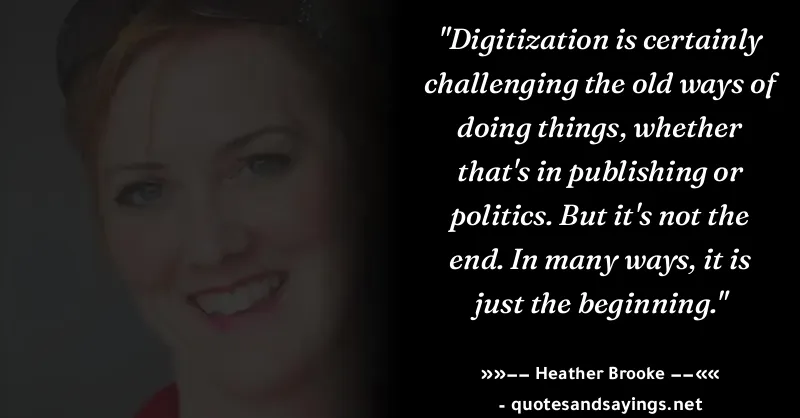 "Digitization is certainly
challenging the old ways of
doing things, whether
that's in publishing or
politics. But it's not the
end. In many ways, it is
just the beginning."
»»−− Heather Brooke −−««
- quotesandsayings.net